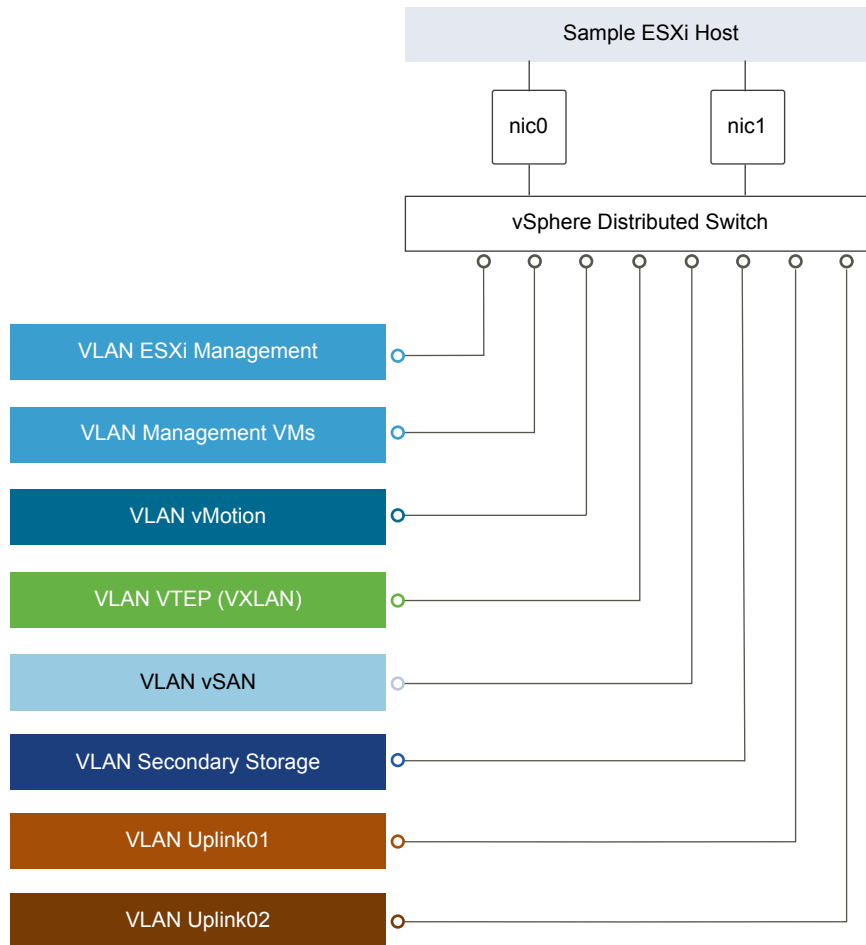 Sample ESXi Host
nic0
nic1
vSphere Distributed Switch
VLAN ESXi Management
VLAN Management VMs
VLAN vMotion
VLAN VTEP (VXLAN)
VLAN vSAN
VLAN Secondary Storage
VLAN Uplink01
VLAN Uplink02